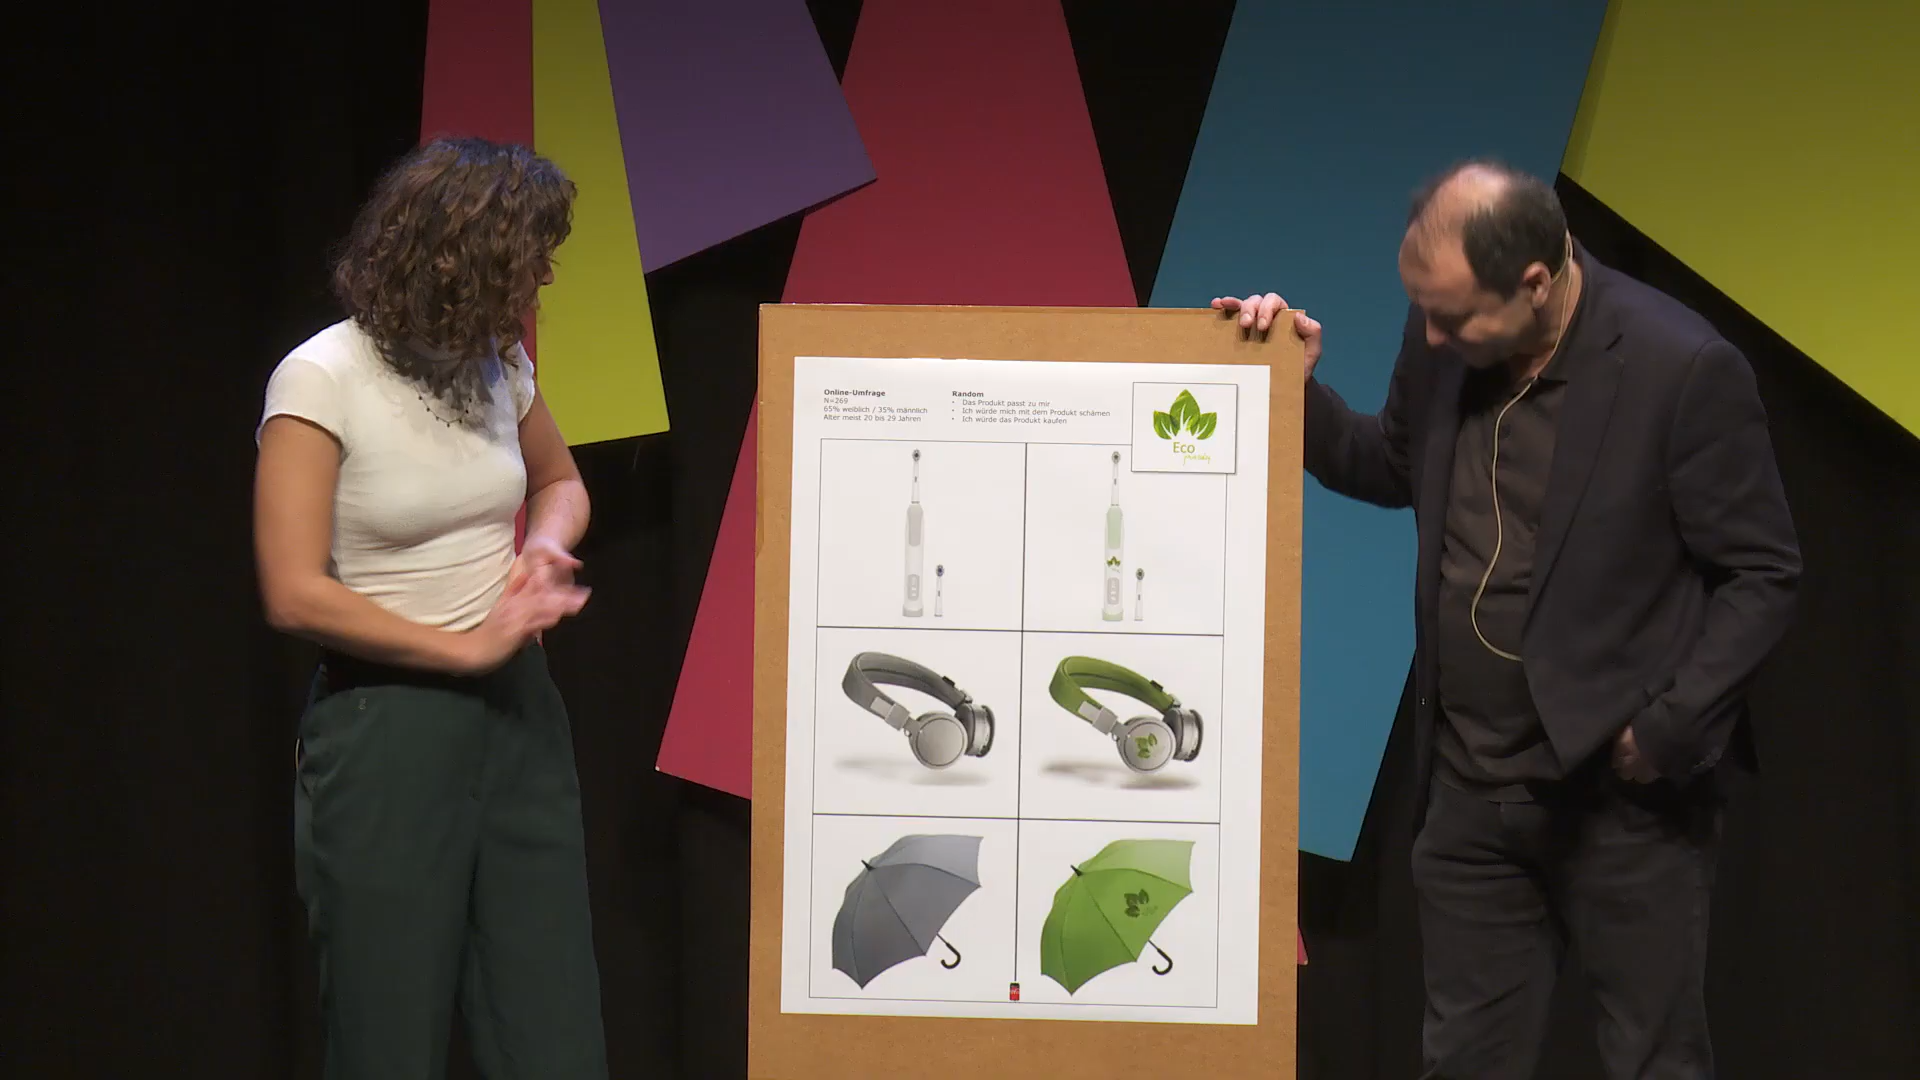 Online-Umfrage
N=269
65% weiblich / 35% männlich
Alter meist 20 bis 29 Jahren
Random
• Das Produkt passt zu mir
• Ich würde mich mit dem Produkt schämen
• Ich würde das Produkt kaufen
Eco